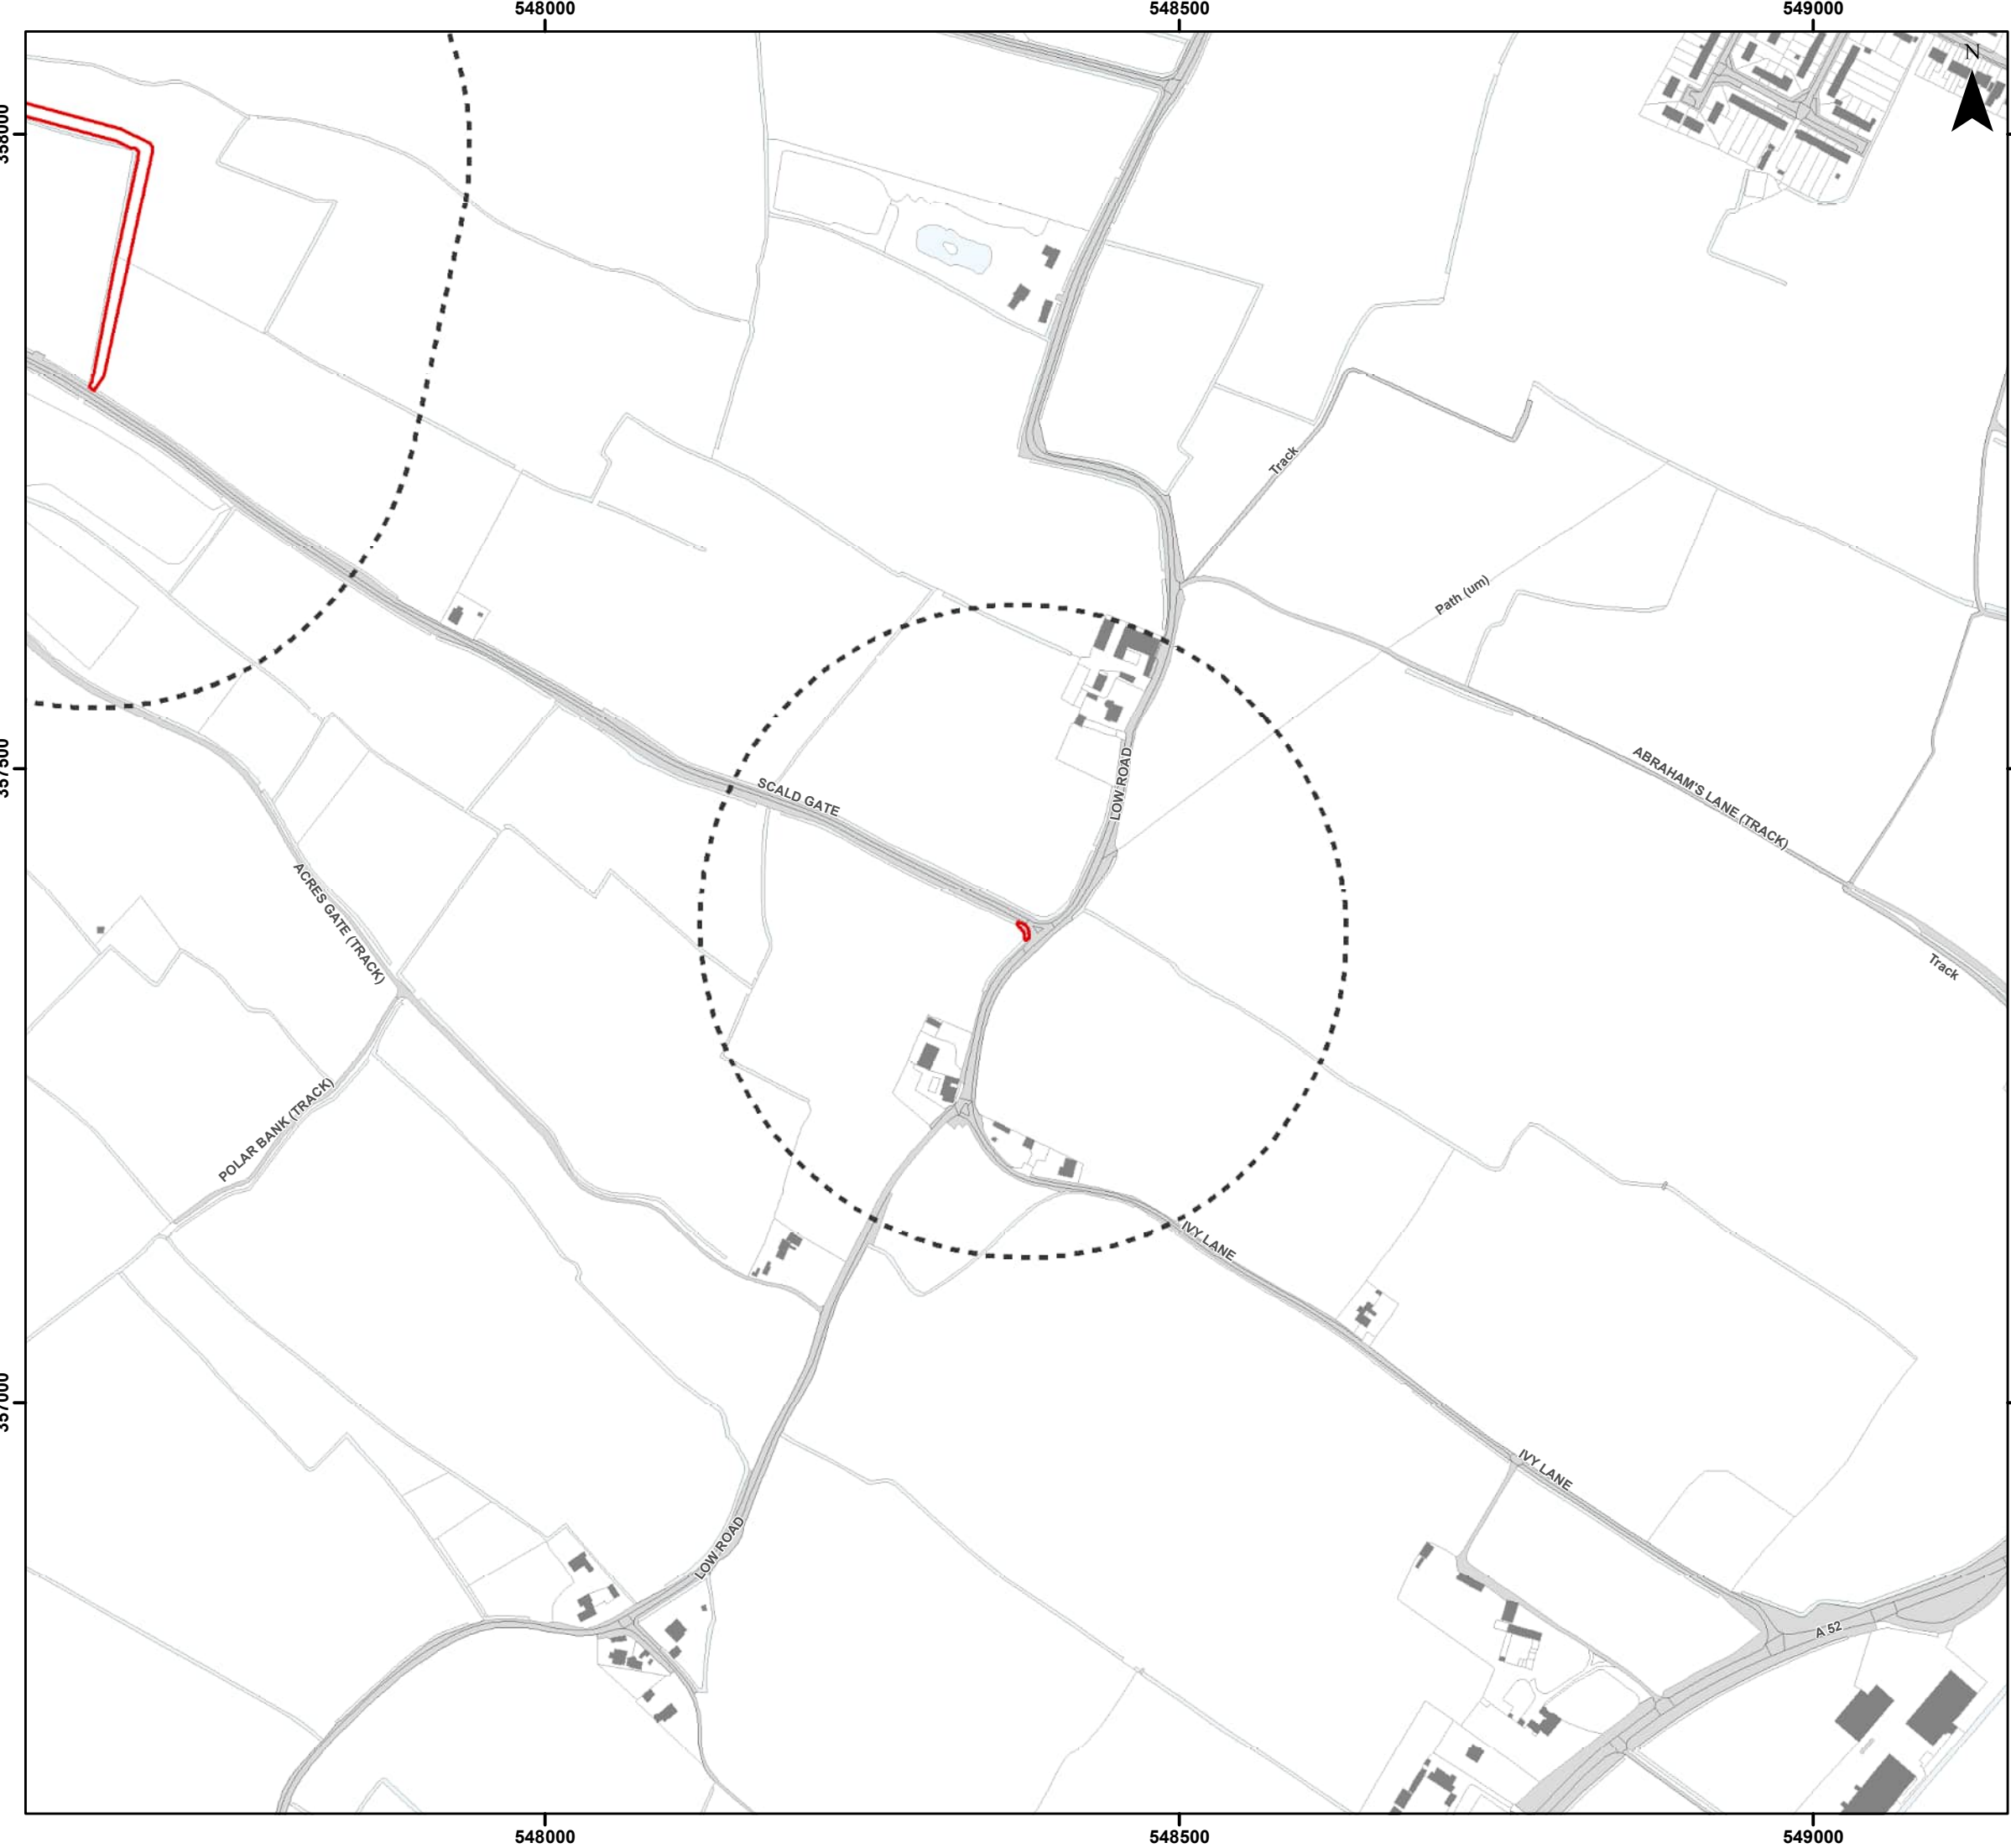 548000
548500
549000
N
358000
Track
Path (um)
LOW ROAD
357500
SCALD GATE
ABRAHAM'S LANE (TRACK)
ACRES GATE (TRACK)
Track
POLAR BANK (TRACK)
IVY LANE
357000
IVY LANE
LOW ROAD
A 52
548000
548500
549000